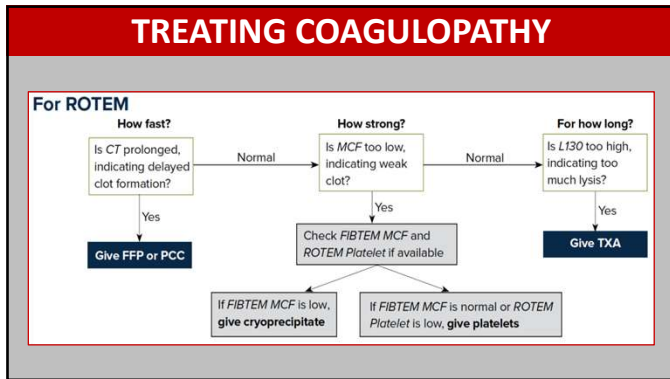 TREATING COAGULOPATHY
For ROTEM
How fast?
How strong?
For how long?
Is CT prolonged,
indicating delayed
clot formation?
Normal
Is MCF too low,
indicating weak
clot?
Normal
Is L130 too high,
indicating too
much lysis?
Yes
Yes
Yes
Give FFP or PCC
Check FIBTEM MCF and
ROTEM Platelet if available
Give TXA
If FIBTEM MCF is low,
give cryoprecipitate
If FIBTEM MCF is normal or ROTEM
Platelet is low, give platelets